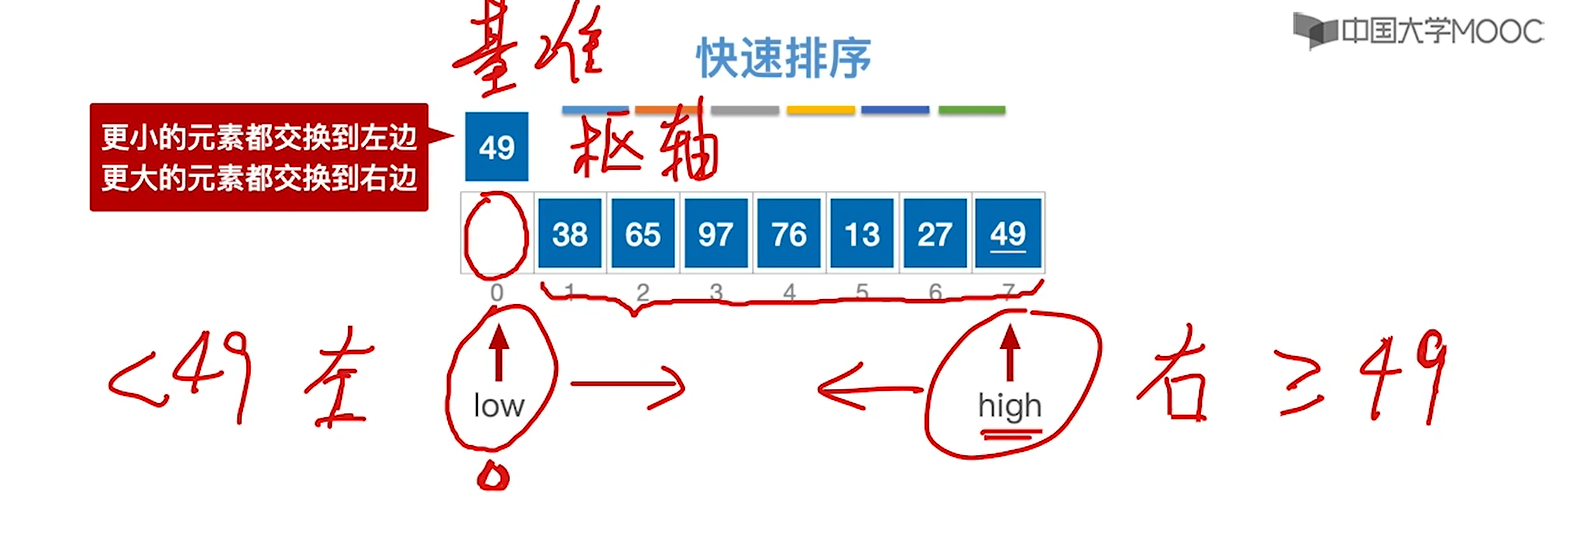 中国大学MOOC
基准
快速排序
更小的元素都交换到左边
更大的元素都交换到右边
49
枢轴
38 65 97 76 13 27 49
0 1 2 3 4 5 6 7
<49 左 low → ← high 右 ≥49
0